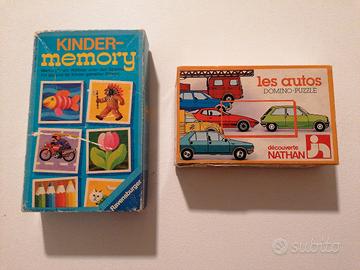 KINDER-
memory
Ravensburger
les autos
DOMINO-PUZZLE
découverte
NATHAN
subito